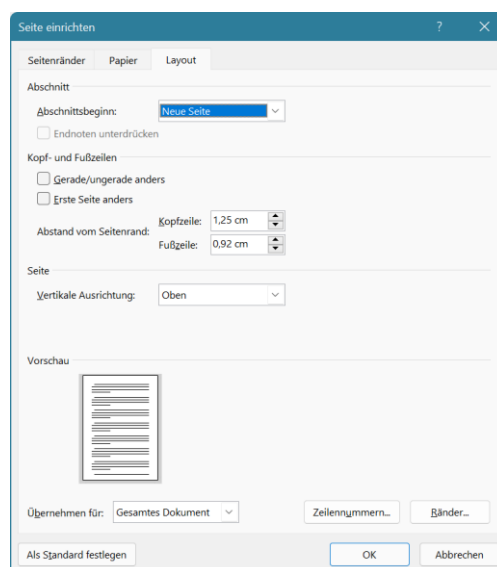 Seite einrichten ? ×
Seitenränder Papier Layout
Abschnitt
Abschnittsbeginn: Neue Seite
Endnoten unterdrücken
Kopf- und Fußzeilen
Gerade/ungerade anders
Erste Seite anders
Kopfzeile: 1,25 cm
Abstand vom Seitenrand:
Fußzeile: 0,92 cm
Seite
Vertikale Ausrichtung: Oben
Vorschau
Übernehmen für: Gesamtes Dokument Zeilennummern... Ränder...
Als Standard festlegen OK Abbrechen